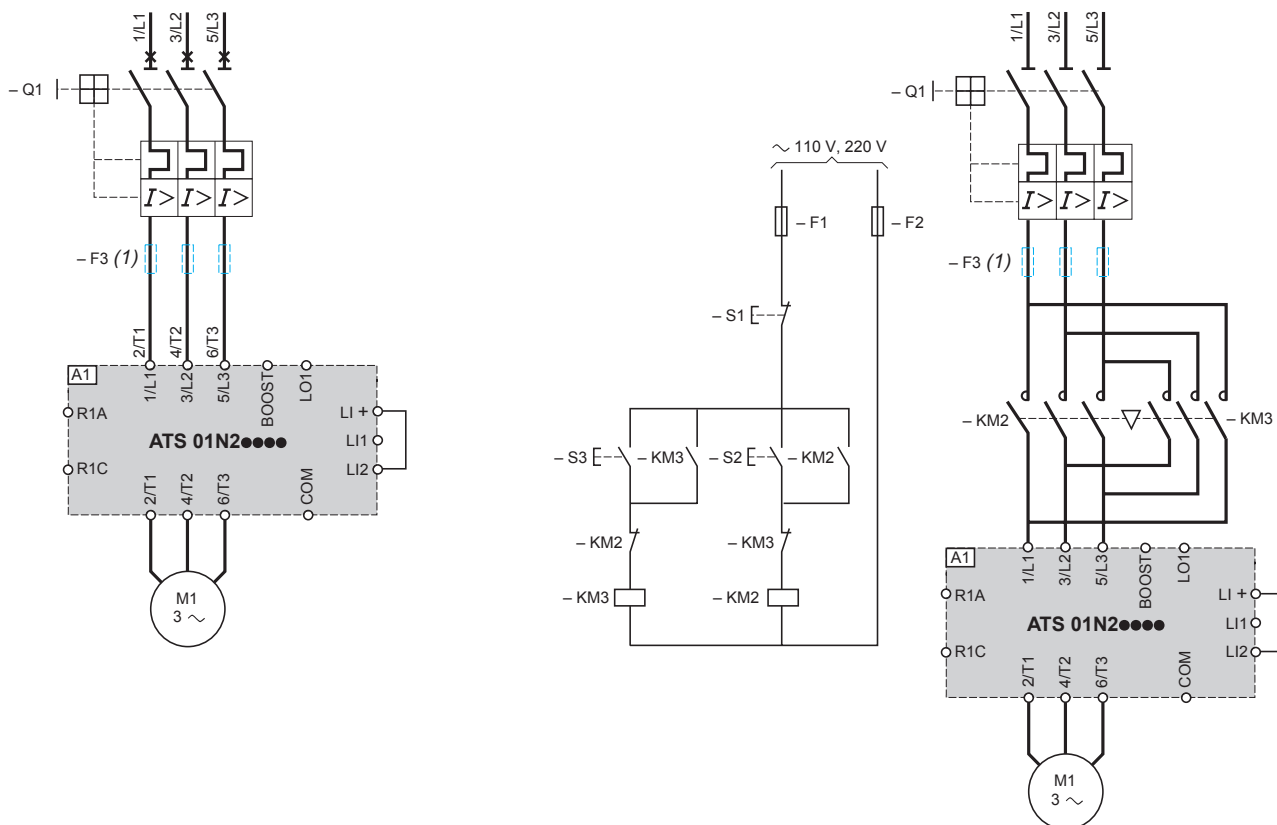 1/L1
3/L2
5/L3
– Q1
I>
I>
I>
– F3 (1)
2/T1
4/T2
6/T3
A1
1/L1
3/L2
5/L3
BOOST
LO1
R1A
LI +
ATS 01N2●●●●
LI1
R1C
LI2
2/T1
4/T2
6/T3
COM
M1
3 ~
~ 110 V, 220 V
– F1
– F2
– S1
– S3
– KM3
– S2
– KM2
– KM2
– KM3
– KM3
– KM2
1/L1
3/L2
5/L3
– Q1
I>
I>
I>
– F3 (1)
– KM2
– KM3
A1
1/L1
3/L2
5/L3
BOOST
LO1
R1A
LI +
ATS 01N2●●●●
LI1
R1C
LI2
2/T1
4/T2
6/T3
COM
M1
3 ~